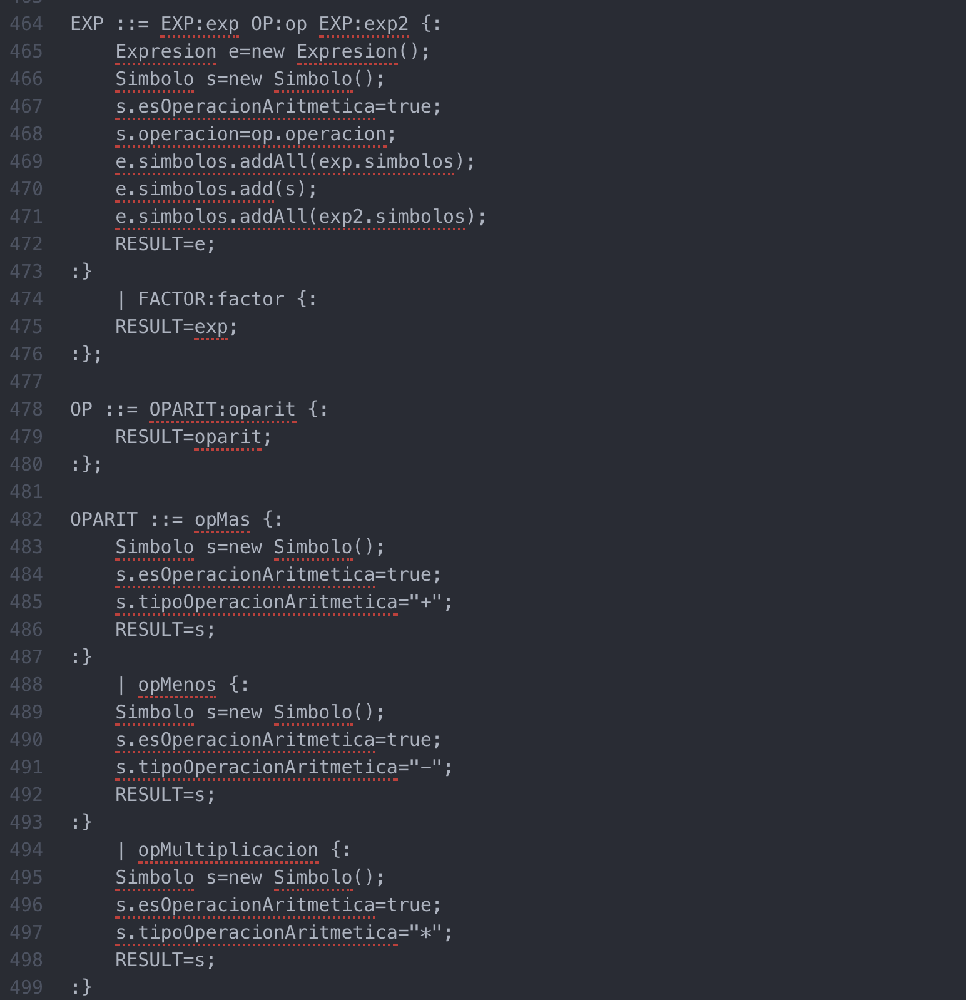 464 EXP ::= EXP:exp OP:op EXP:exp2 {:
465     Expresion e=new Expresion();
466     Simbolo s=new Simbolo();
467     s.esOperacionAritmetica=true;
468     s.operacion=op.operacion;
469     e.simbolos.addAll(exp.simbolos);
470     e.simbolos.add(s);
471     e.simbolos.addAll(exp2.simbolos);
472     RESULT=e;
473 :}
474     | FACTOR:factor {:
475     RESULT=exp;
476 :};
477
478 OP ::= OPARIT:oparit {:
479     RESULT=oparit;
480 :};
481
482 OPARIT ::= opMas {:
483     Simbolo s=new Simbolo();
484     s.esOperacionAritmetica=true;
485     s.tipoOperacionAritmetica="+";
486     RESULT=s;
487 :}
488     | opMenos {:
489     Simbolo s=new Simbolo();
490     s.esOperacionAritmetica=true;
491     s.tipoOperacionAritmetica="-";
492     RESULT=s;
493 :}
494     | opMultiplicacion {:
495     Simbolo s=new Simbolo();
496     s.esOperacionAritmetica=true;
497     s.tipoOperacionAritmetica="*";
498     RESULT=s;
499 :}